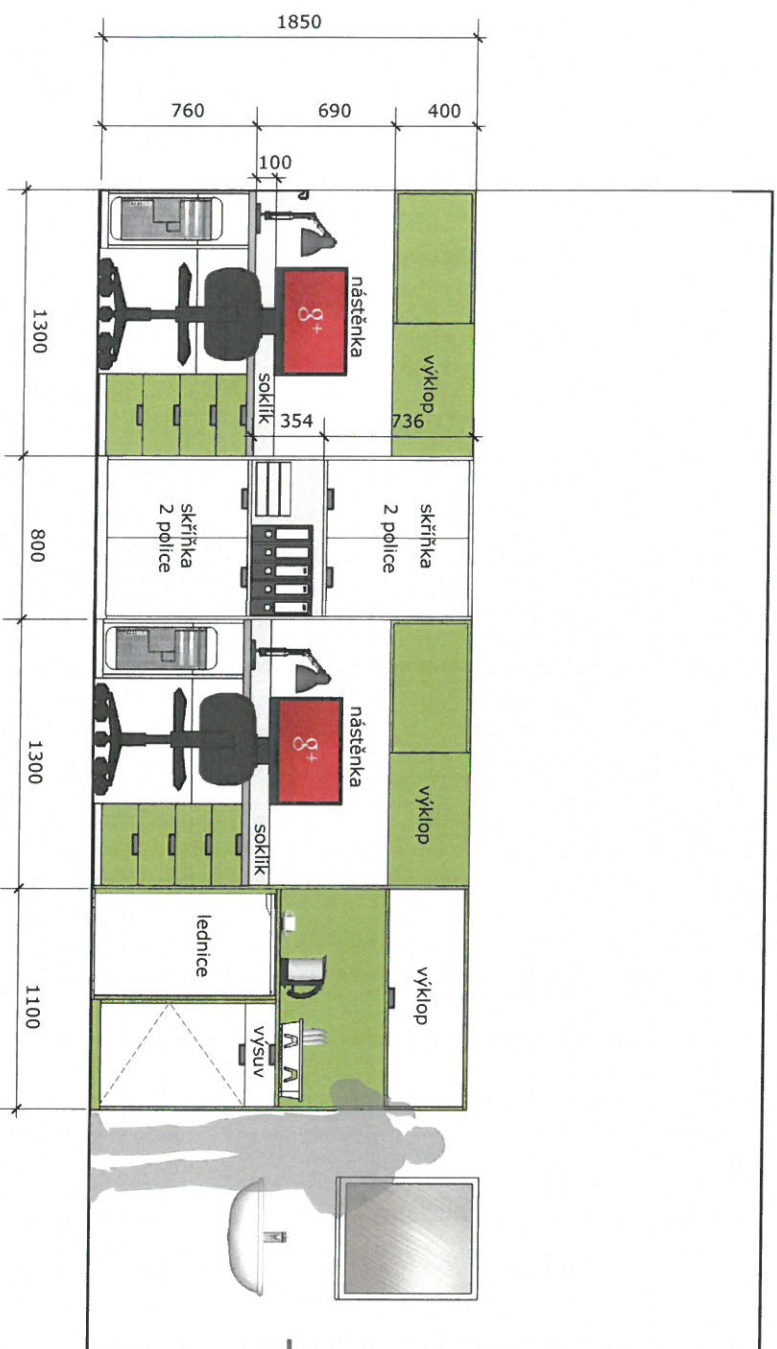 1850
760
690
400
100
nástěnka
výklop
soklík
354
736
skříňka
2 police
skříňka
2 police
nástěnka
výklop
soklík
výklop
lednice
výsuv
g+
g+
1300
800
1300
1100